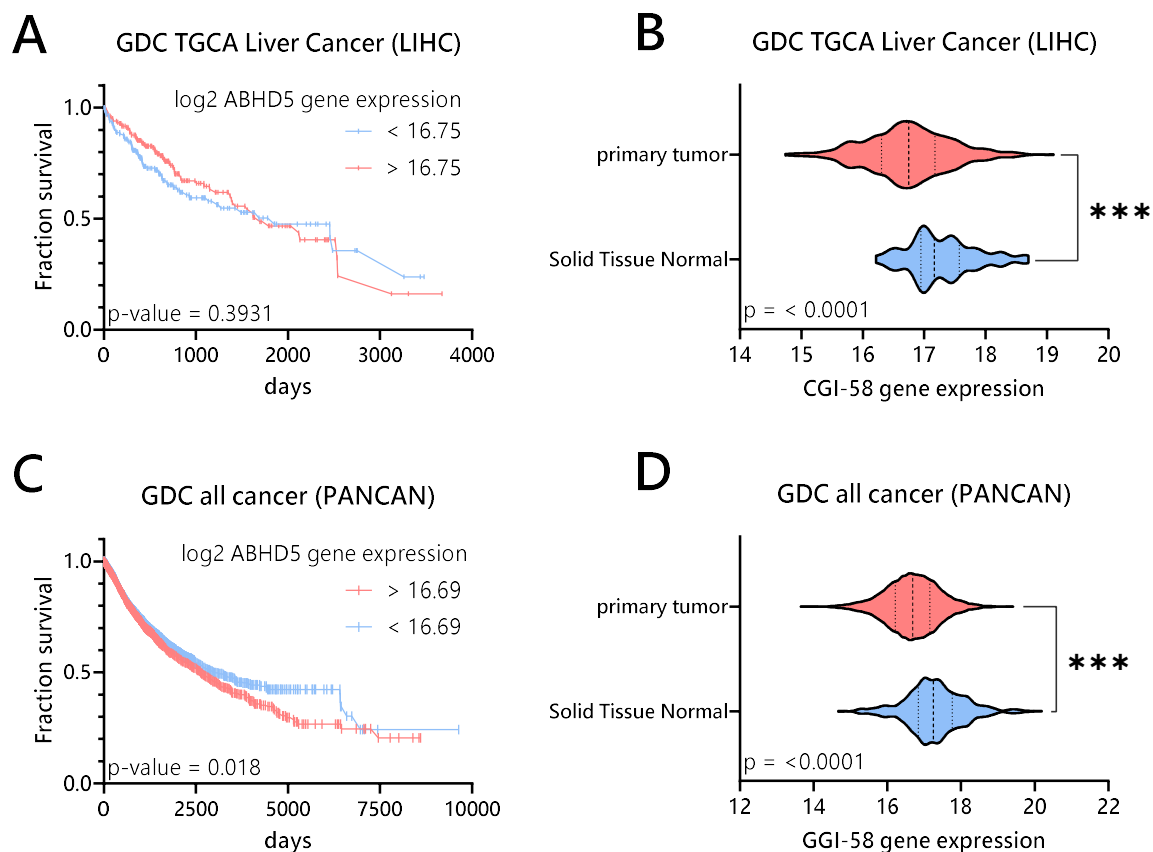 A
GDC TGCA Liver Cancer (LIHC)
log2 ABHD5 gene expression
< 16.75
> 16.75
Fraction survival
1.0
0.5
0.0
p-value = 0.3931
0 1000 2000 3000 4000
days
B
GDC TGCA Liver Cancer (LIHC)
primary tumor
Solid Tissue Normal
***
p = < 0.0001
14 15 16 17 18 19 20
CGI-58 gene expression
C
GDC all cancer (PANCAN)
log2 ABHD5 gene expression
> 16.69
< 16.69
Fraction survival
1.0
0.5
0.0
p-value = 0.018
0 2500 5000 7500 10000
days
D
GDC all cancer (PANCAN)
primary tumor
Solid Tissue Normal
***
p = <0.0001
12 14 16 18 20 22
GGI-58 gene expression